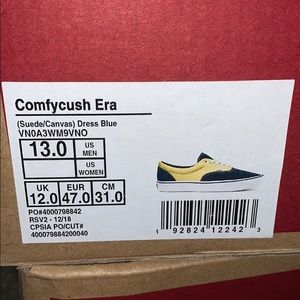 Comfycush Era
(Suede/Canvas) Dress Blue
VN0A3WM9VNO
13.0 US MEN
US WOMEN
UK EUR CM
12.0 47.0 31.0
PO#4000798842
RSV2 - 12/18
CPSIA PO/CUT#
400079884200040
1 92824 12242 3